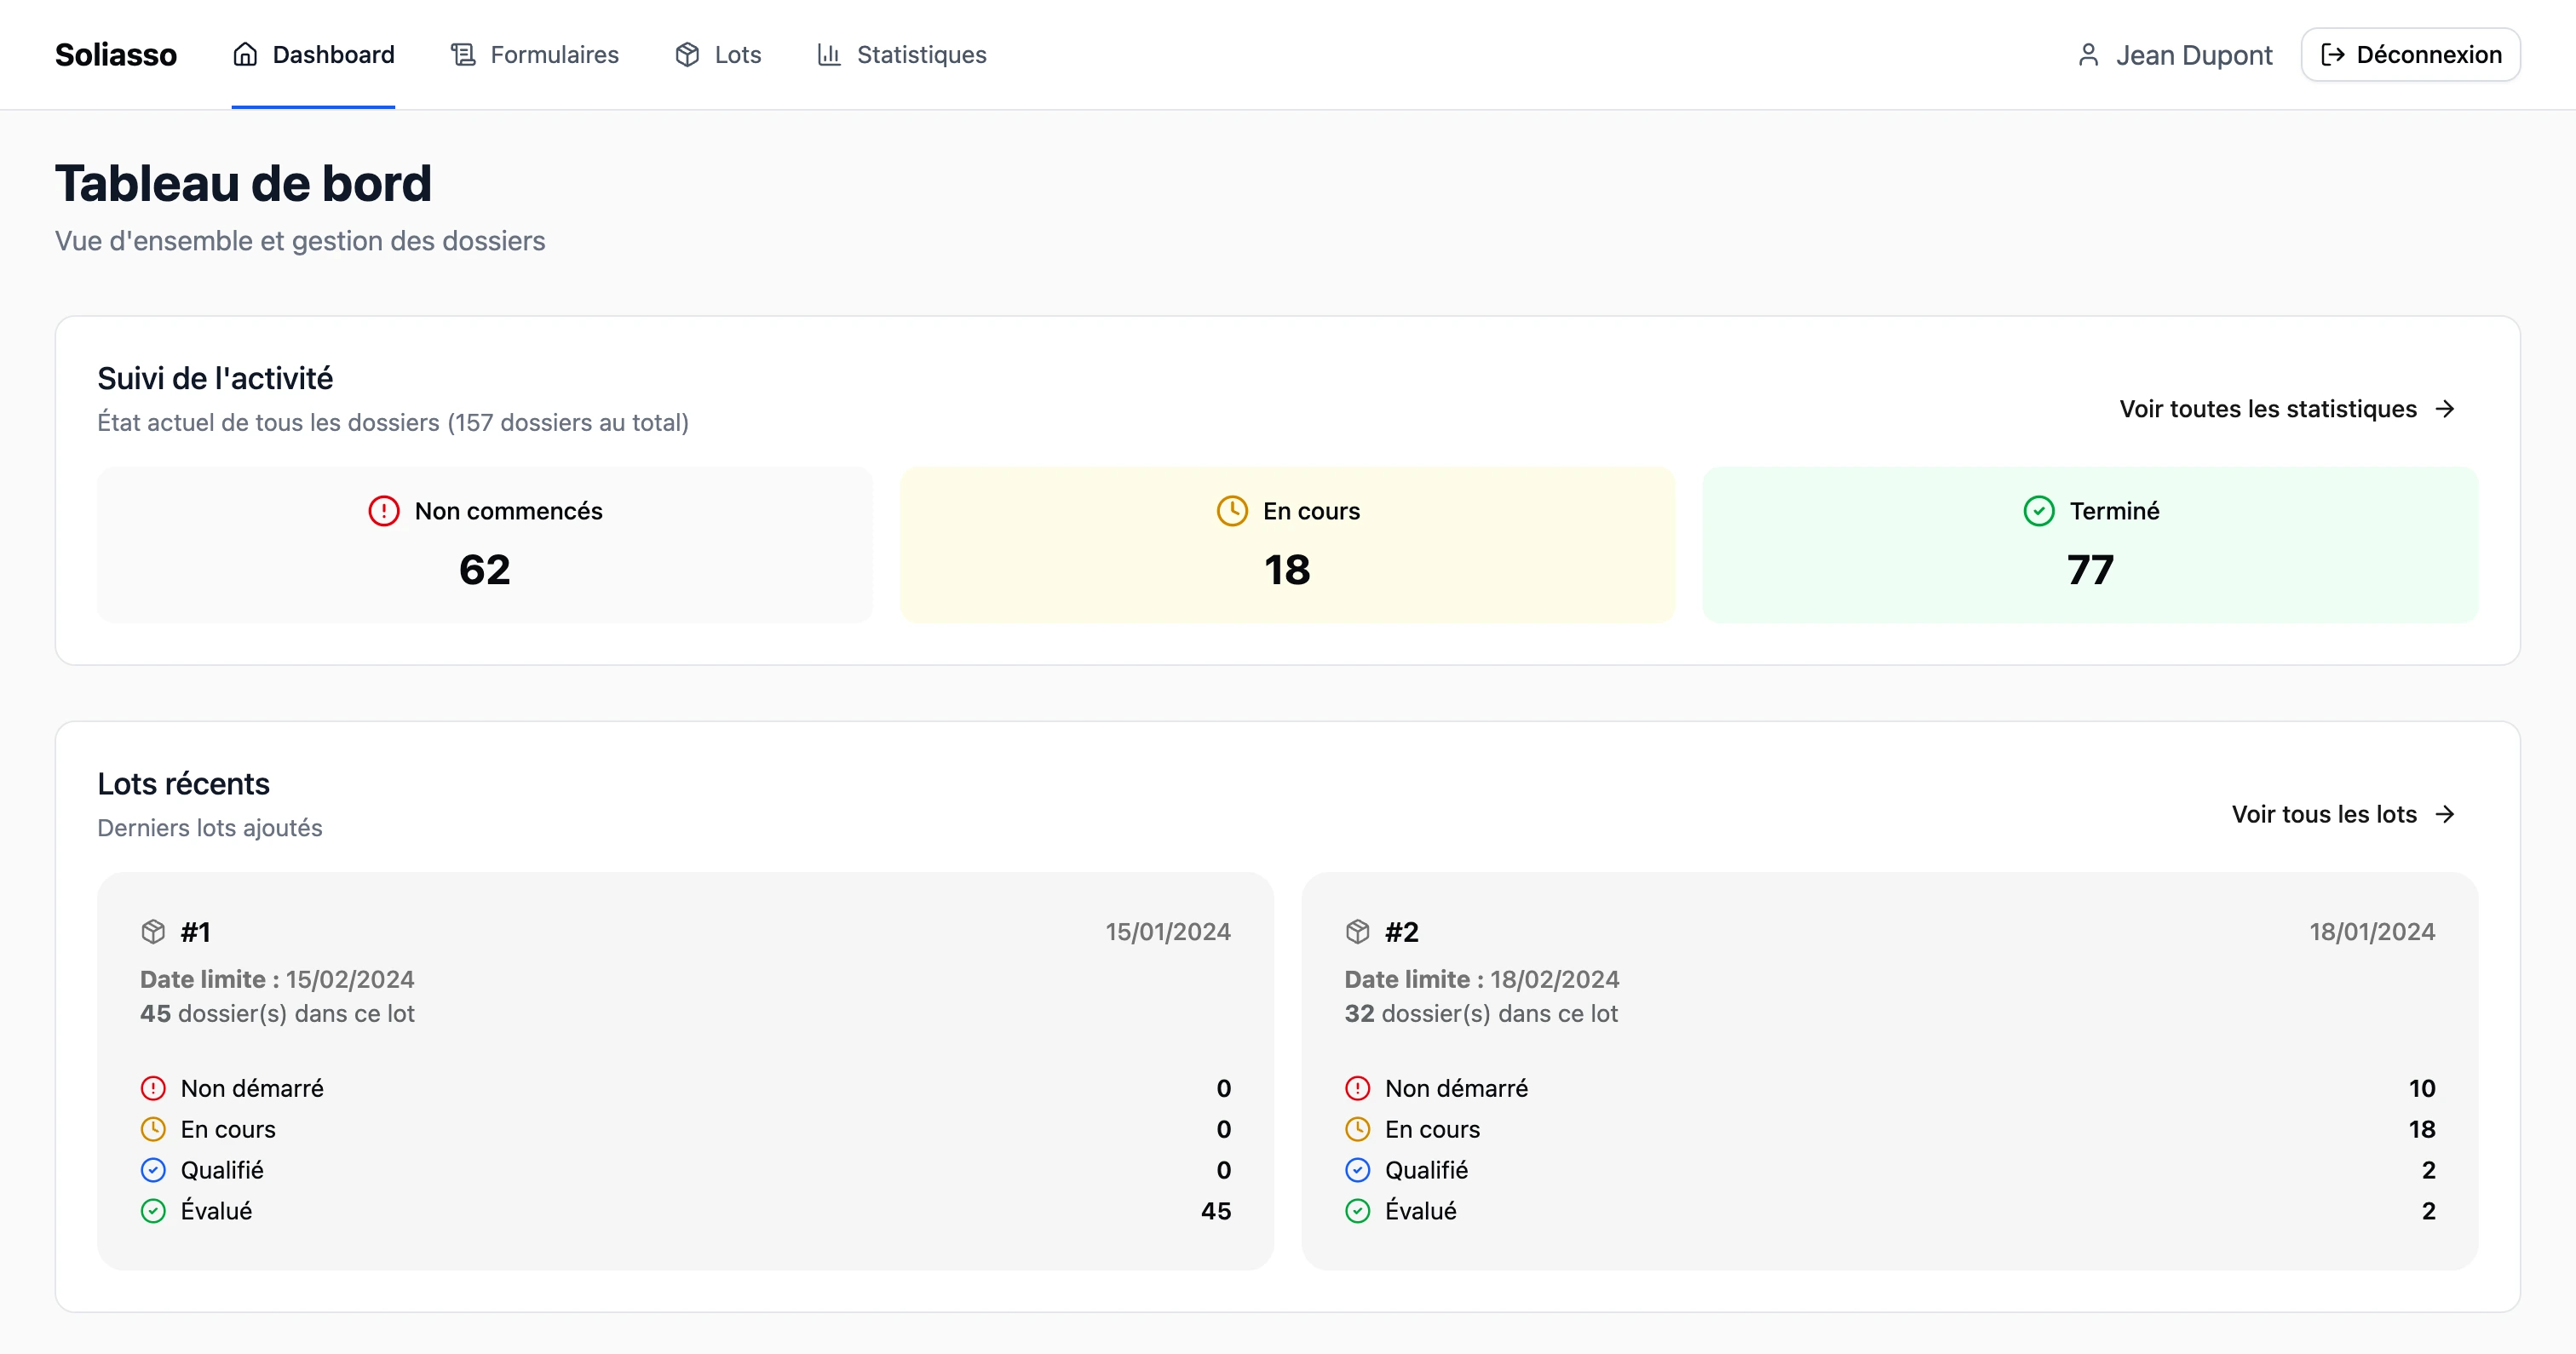 Soliasso Dashboard Formulaires Lots Statistiques Jean Dupont Déconnexion
Tableau de bord
Vue d'ensemble et gestion des dossiers
Suivi de l'activité
État actuel de tous les dossiers (157 dossiers au total)
Voir toutes les statistiques
Non commencés
62
En cours
18
Terminé
77
Lots récents
Derniers lots ajoutés
Voir tous les lots
#1 15/01/2024
Date limite : 15/02/2024
45 dossier(s) dans ce lot
Non démarré 0
En cours 0
Qualifié 0
Évalué 45
#2 18/01/2024
Date limite : 18/02/2024
32 dossier(s) dans ce lot
Non démarré 10
En cours 18
Qualifié 2
Évalué 2